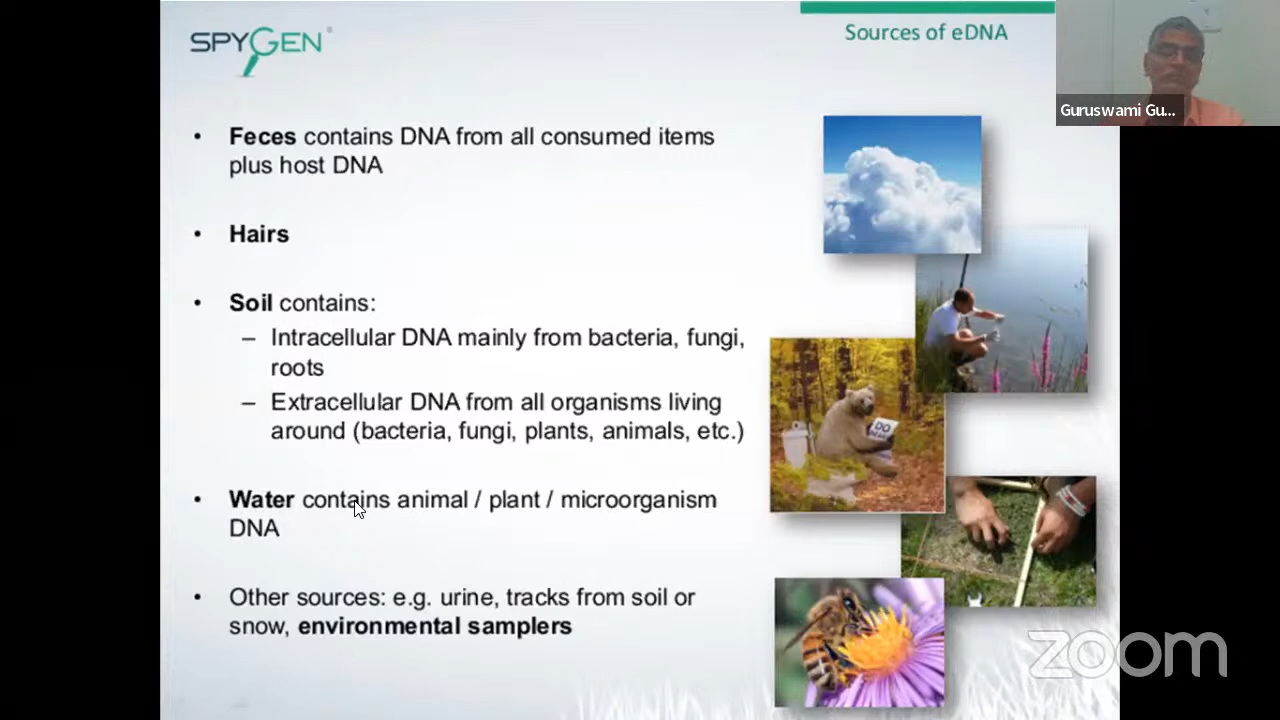 SPYGEN®
Sources of eDNA
Guruswami Gu...
• Feces contains DNA from all consumed items
plus host DNA
• Hairs
• Soil contains:
– Intracellular DNA mainly from bacteria, fungi,
roots
– Extracellular DNA from all organisms living
around (bacteria, fungi, plants, animals, etc.)
• Water contains animal / plant / microorganism
DNA
• Other sources: e.g. urine, tracks from soil or
snow, environmental samplers
DO
zoom